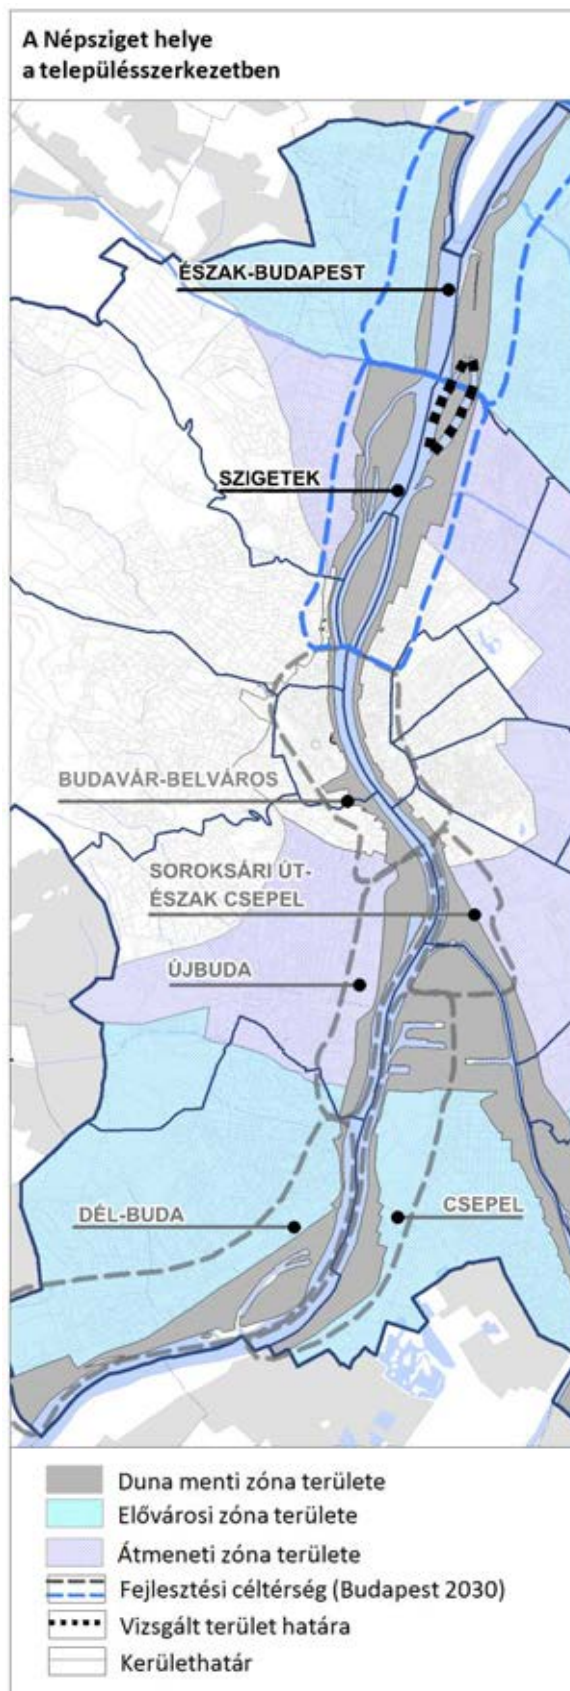 A Népsziget helye
a településszerkezetben
ÉSZAK-BUDAPEST
SZIGETEK
BUDAVÁR-BELVÁROS
SOROKSÁRI ÚT-
ÉSZAK CSEPEL
ÚJBUDA
DÉL-BUDA
CSEPEL
Duna menti zóna területe
Elővárosi zóna területe
Átmeneti zóna területe
Fejlesztési céltérség (Budapest 2030)
Vizsgált terület határa
Kerülethatár